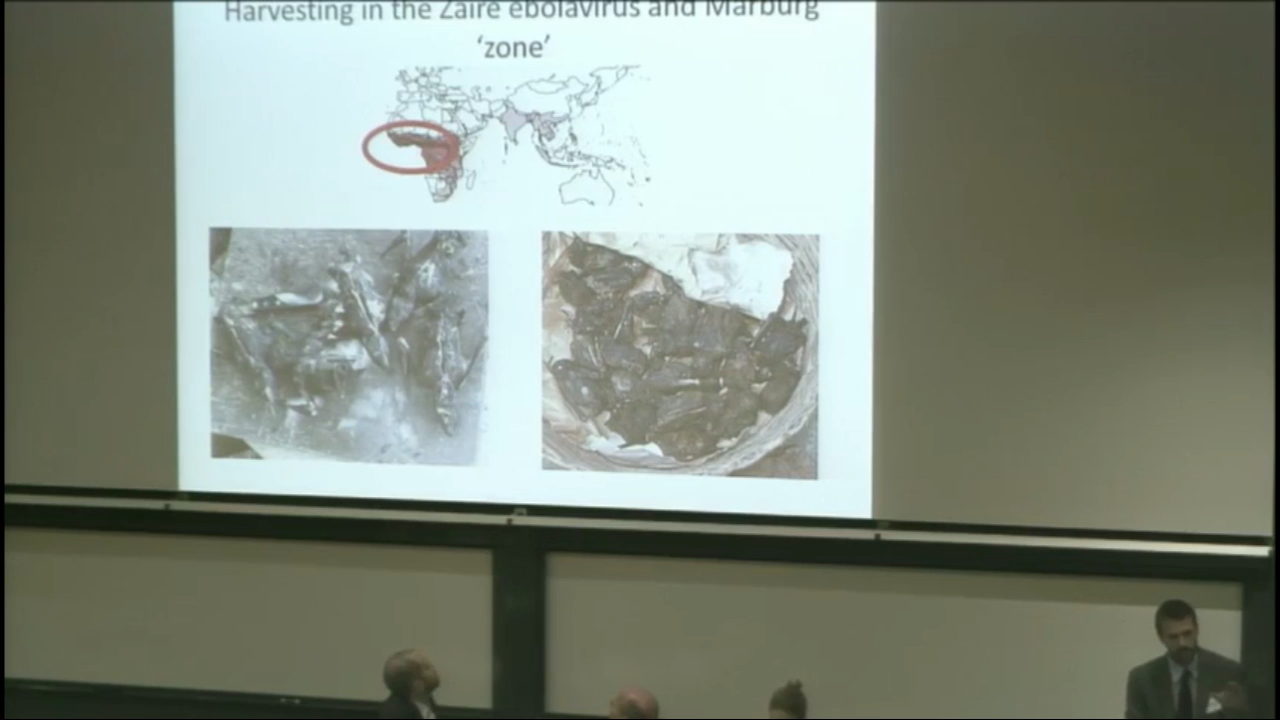 Harvesting in the Zaire ebolavirus and Marburg
‘zone’